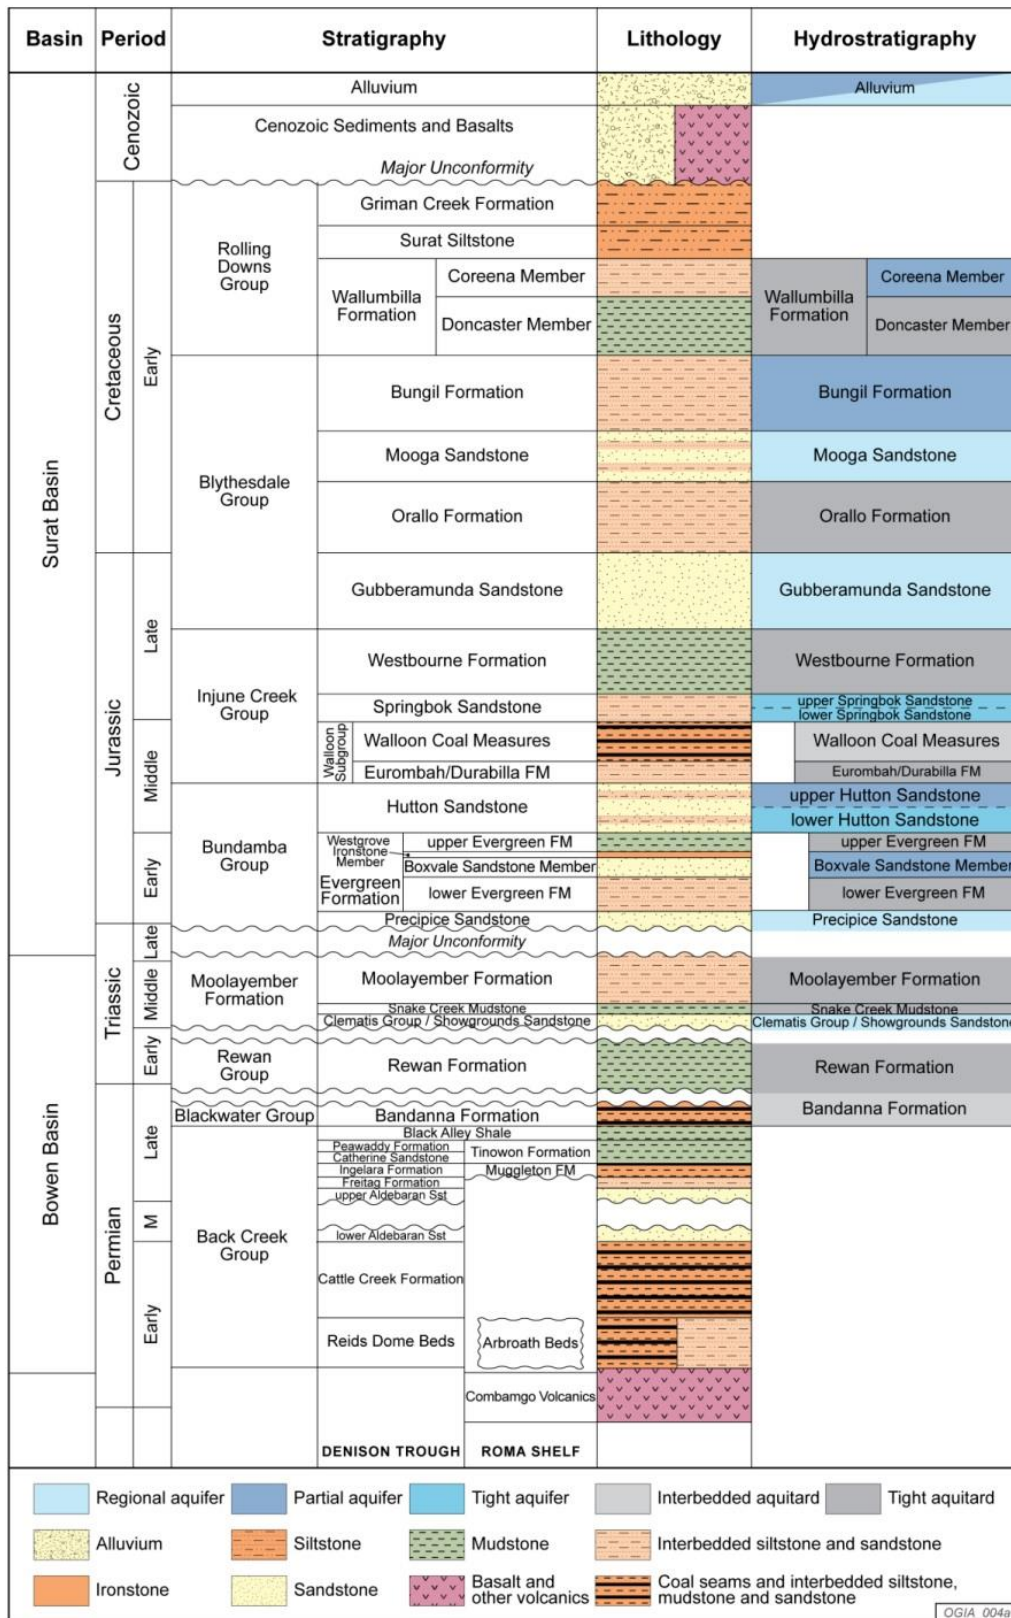 Basin Period Stratigraphy Lithology Hydrostratigraphy
Surat Basin
Bowen Basin
Cenozoic
Cretaceous
Early
Jurassic
Late
Middle
Early
Triassic
Late
Middle
Early
Permian
Late
M
Early
Alluvium Alluvium
Cenozoic Sediments and Basalts
Major Unconformity
Rolling
Downs
Group
Griman Creek Formation
Surat Siltstone
Wallumbilla
Formation
Coreena Member
Doncaster Member
Wallumbilla
Formation
Coreena Member
Doncaster Member
Blythesdale
Group
Bungil Formation Bungil Formation
Mooga Sandstone Mooga Sandstone
Orallo Formation Orallo Formation
Gubberamunda Sandstone Gubberamunda Sandstone
Injune Creek
Group
Westbourne Formation Westbourne Formation
Springbok Sandstone
upper Springbok Sandstone
lower Springbok Sandstone
Walloon
Subgroup
Walloon Coal Measures Walloon Coal Measures
Eurombah/Durabilla FM Eurombah/Durabilla FM
Bundamba
Group
Hutton Sandstone
upper Hutton Sandstone
lower Hutton Sandstone
Westgrove
Ironstone
Member
Evergreen
Formation
upper Evergreen FM upper Evergreen FM
Boxvale Sandstone Member Boxvale Sandstone Member
lower Evergreen FM lower Evergreen FM
Precipice Sandstone Precipice Sandstone
Major Unconformity
Moolayember
Formation
Moolayember Formation Moolayember Formation
Snake Creek Mudstone Snake Creek Mudstone
Clematis Group / Showgrounds Sandstone Clematis Group / Showgrounds Sandstone
Rewan
Group
Rewan Formation Rewan Formation
Blackwater Group Bandanna Formation Bandanna Formation
Back Creek
Group
Black Alley Shale
Peawaddy Formation
Catherine Sandstone
Tinowon Formation
Ingelara Formation Muggleton FM
Freitag Formation
upper Aldebaran Sst
lower Aldebaran Sst
Cattle Creek Formation
Reids Dome Beds Arbroath Beds
Combamgo Volcanics
DENISON TROUGH ROMA SHELF
Regional aquifer Partial aquifer Tight aquifer Interbedded aquitard Tight aquitard
Alluvium Siltstone Mudstone Interbedded siltstone and sandstone
Ironstone Sandstone Basalt and
other volcanics
Coal seams and interbedded siltstone,
mudstone and sandstone
OGIA_004a